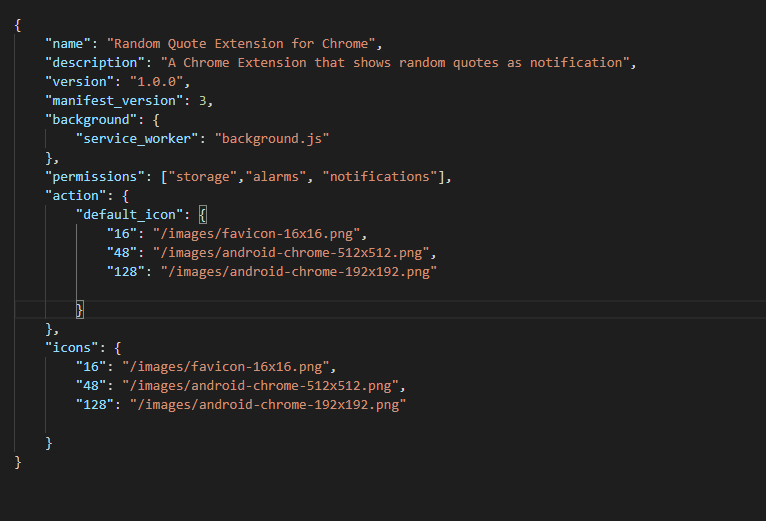 {
    "name": "Random Quote Extension for Chrome",
    "description": "A Chrome Extension that shows random quotes as notification",
    "version": "1.0.0",
    "manifest_version": 3,
    "background": {
        "service_worker": "background.js"
    },
    "permissions": ["storage","alarms", "notifications"],
    "action": {
        "default_icon": {
            "16": "/images/favicon-16x16.png",
            "48": "/images/android-chrome-512x512.png",
            "128": "/images/android-chrome-192x192.png"

        }
    },
    "icons": {
        "16": "/images/favicon-16x16.png",
        "48": "/images/android-chrome-512x512.png",
        "128": "/images/android-chrome-192x192.png"

    }
}